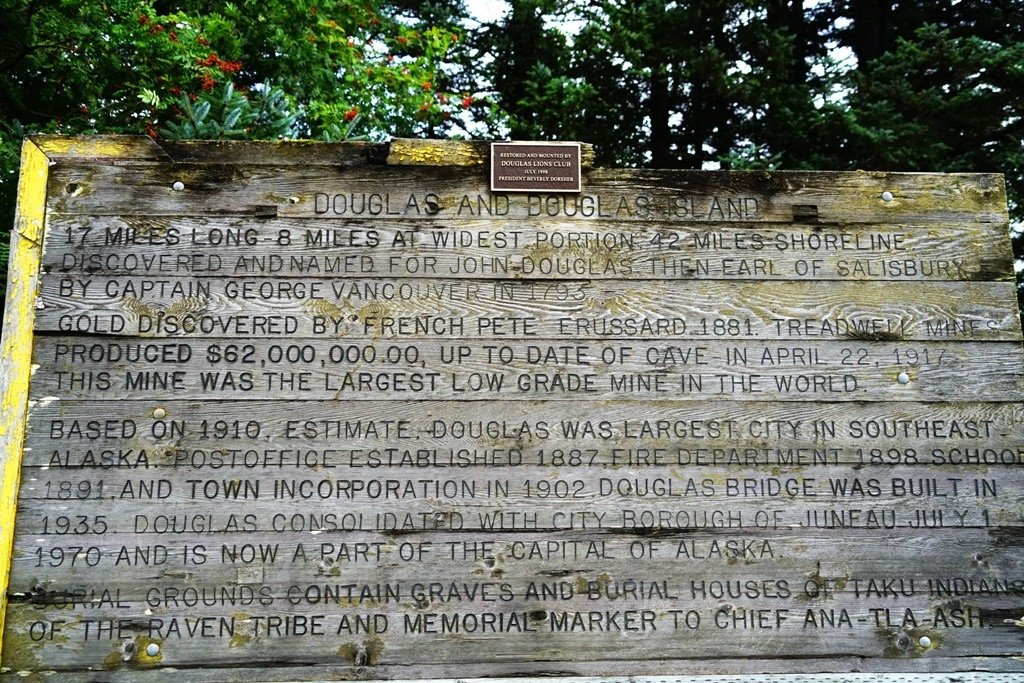 RESTORED AND MOUNTED BY
DOUGLAS LIONS CLUB
JULY 1998
PRESIDENT BEVERLY DORSHER
DOUGLAS AND DOUGLAS ISLAND
17 MILES LONG-8 MILES AT WIDEST PORTION-42 MILES-SHORELINE
DISCOVERED AND NAMED FOR JOHN DOUGLAS, THEN EARL OF SALISBURY
BY CAPTAIN GEORGE VANCOUVER IN 1793
GOLD DISCOVERED BY "FRENCH PETE" ERUSSARD, 1881, TREADWELL MINES
PRODUCED $62,000,000.00, UP TO DATE OF CAVE-IN APRIL 22, 1917.
THIS MINE WAS THE LARGEST LOW GRADE MINE IN THE WORLD.
BASED ON 1910, ESTIMATE, DOUGLAS WAS LARGEST CITY IN SOUTHEAST
ALASKA. POSTOFFICE ESTABLISHED 1887, FIRE DEPARTMENT 1898 SCHOOL
1891, AND TOWN INCORPORATION IN 1902 DOUGLAS BRIDGE WAS BUILT IN
1935. DOUGLAS CONSOLIDATED WITH CITY BOROUGH OF JUNEAU JULY 1,
1970 AND IS NOW A PART OF THE CAPITAL OF ALASKA.
BURIAL GROUNDS CONTAIN GRAVES AND BURIAL HOUSES OF TAKU INDIANS
OF THE RAVEN TRIBE AND MEMORIAL MARKER TO CHIEF ANA-TLA-ASH.